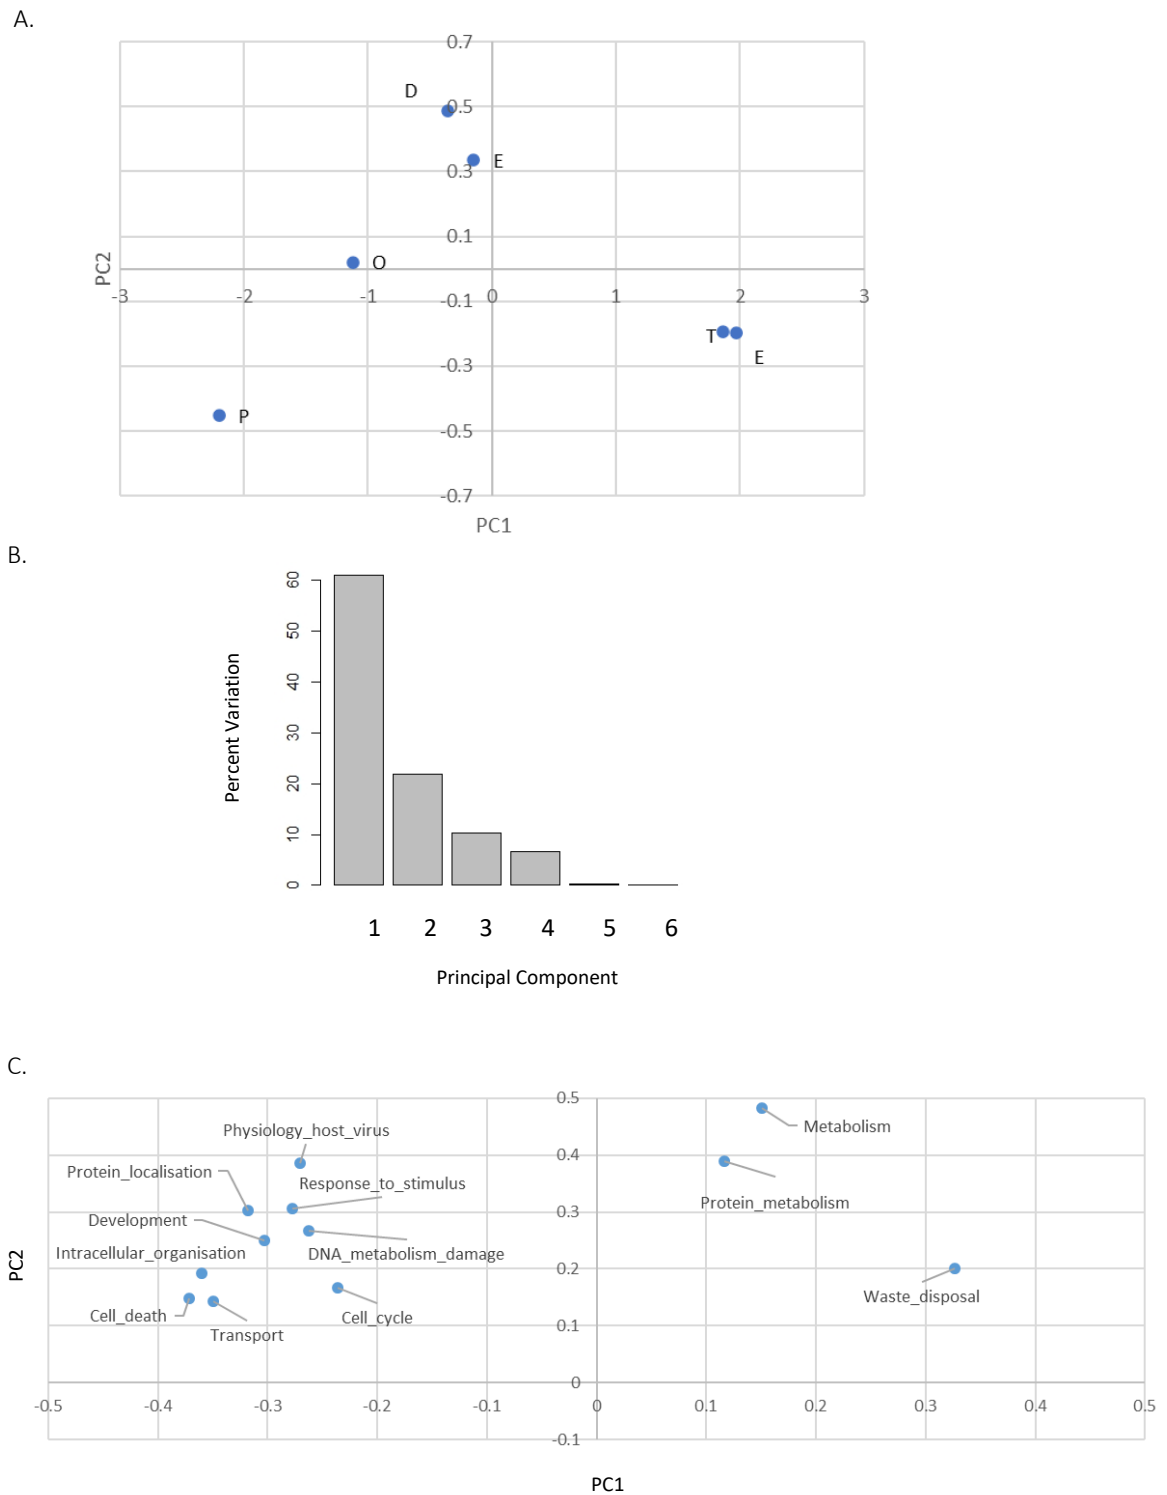 A.
0.7
D
0.5
E
0.3
0.1
PC2
O
-3
-2
-1
0
1
2
3
-0.1
T
E
-0.3
P
-0.5
-0.7
PC1
B.
60
50
40
30
20
10
0
Percent Variation
1 2 3 4 5 6
Principal Component
C.
0.5
Physiology_host_virus
Metabolism
0.4
Protein_localisation
Response_to_stimulus
Protein_metabolism
Development
0.3
Intracellular_organisation
DNA_metabolism_damage
PC2
0.2
Waste_disposal
Cell_death
Cell_cycle
Transport
0.1
0
-0.5 -0.4 -0.3 -0.2 -0.1 0 0.1 0.2 0.3 0.4 0.5
-0.1
PC1